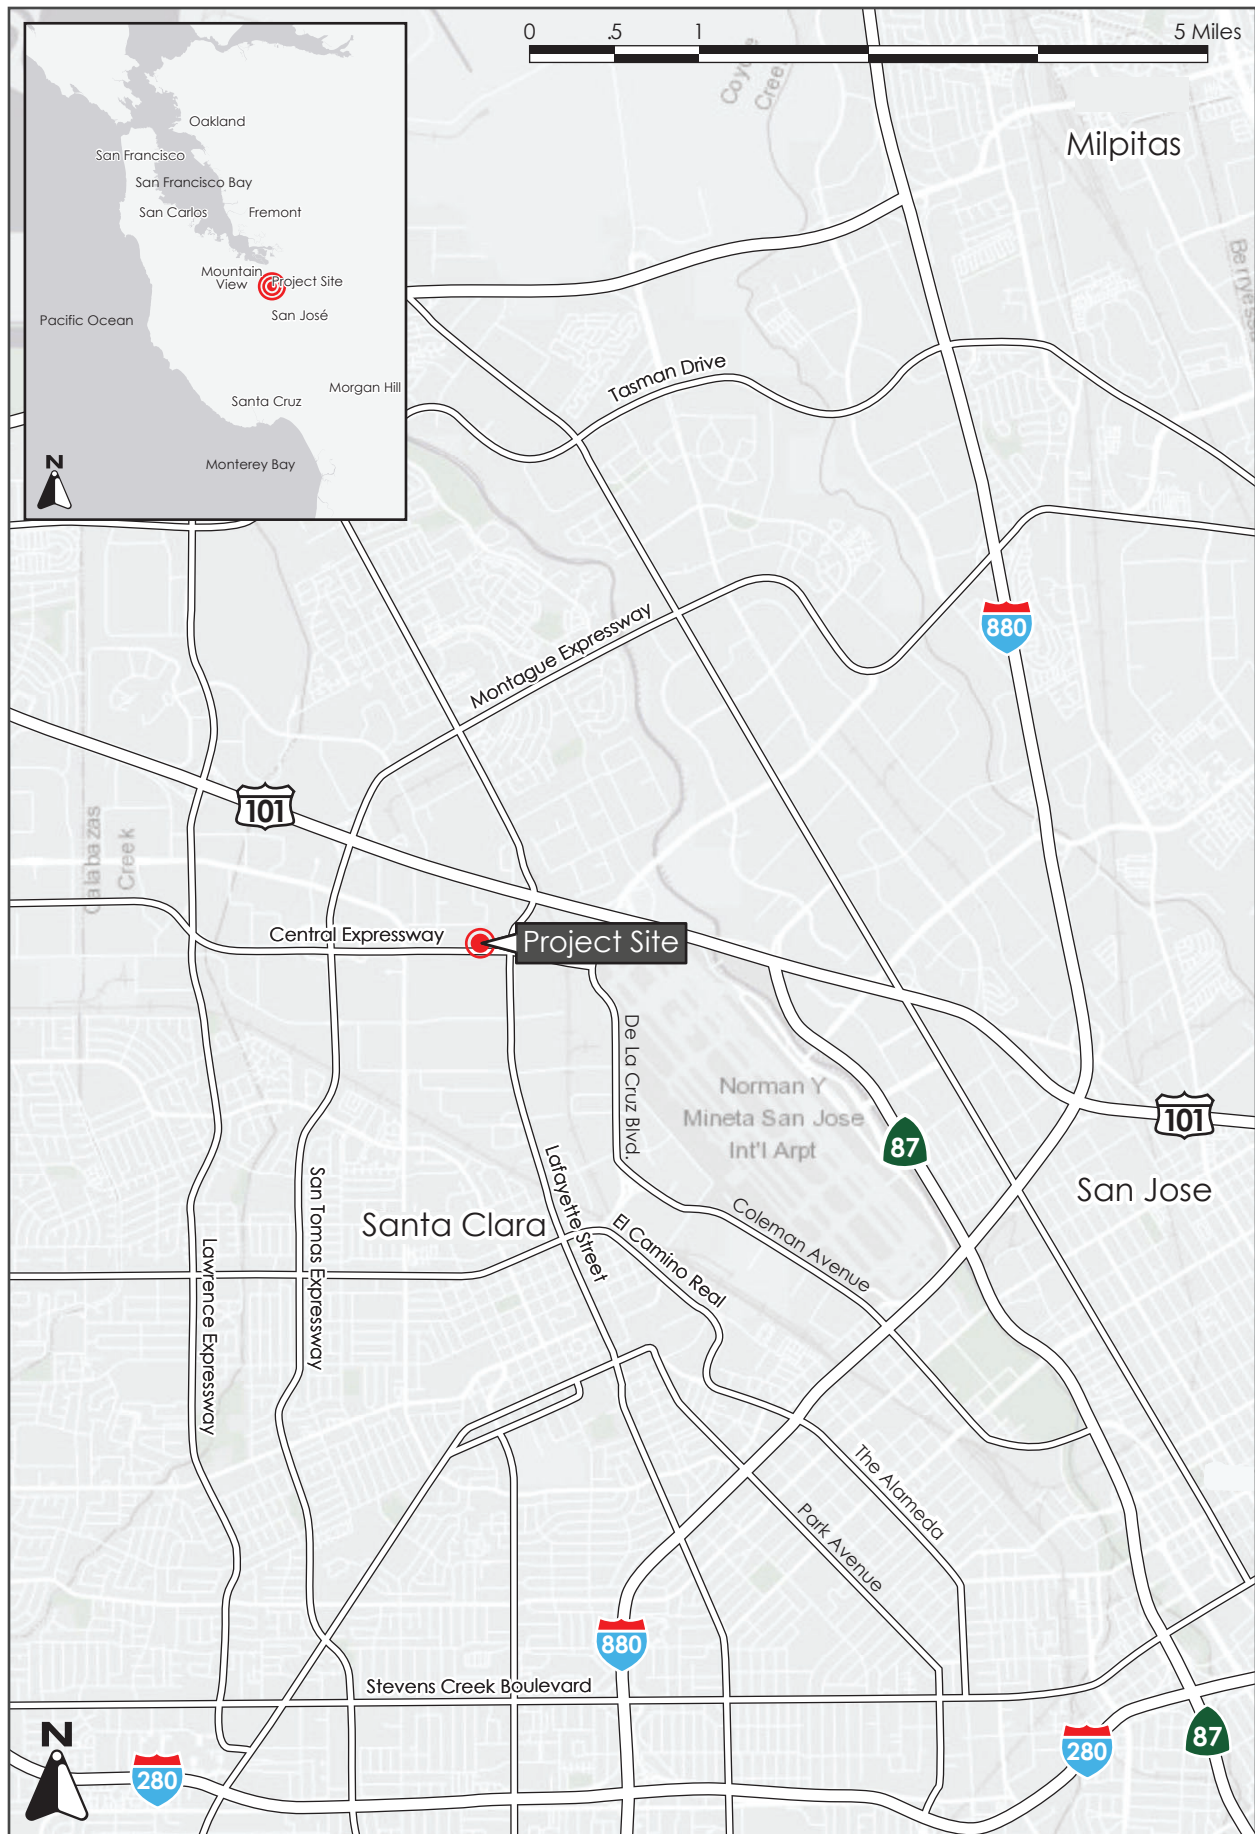 0 .5 1 5 Miles
Coyote
Creek
Milpitas
Oakland
San Francisco
San Francisco Bay
San Carlos
Fremont
Mountain
View
Project Site
San José
Pacific Ocean
Morgan Hill
Santa Cruz
Monterey Bay
N
Tasman Drive
880
Montague Expressway
101
Calabazas
Creek
Central Expressway
Project Site
De La Cruz Blvd.
Norman Y
Mineta San Jose
Int'l Arpt
87
101
San Jose
Santa Clara
Lafayette Street
El Camino Real
Coleman Avenue
San Tomas Expressway
Lawrence Expressway
The Alameda
Park Avenue
880
Stevens Creek Boulevard
N
280
280
87